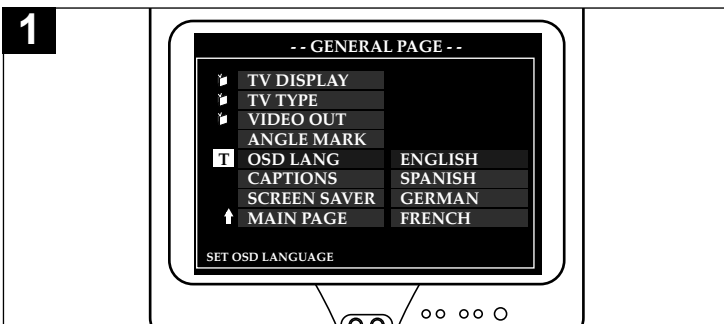 1
- - GENERAL PAGE - -
TV DISPLAY
TV TYPE
VIDEO OUT
ANGLE MARK
T OSD LANG ENGLISH
CAPTIONS SPANISH
SCREEN SAVER GERMAN
MAIN PAGE FRENCH
SET OSD LANGUAGE